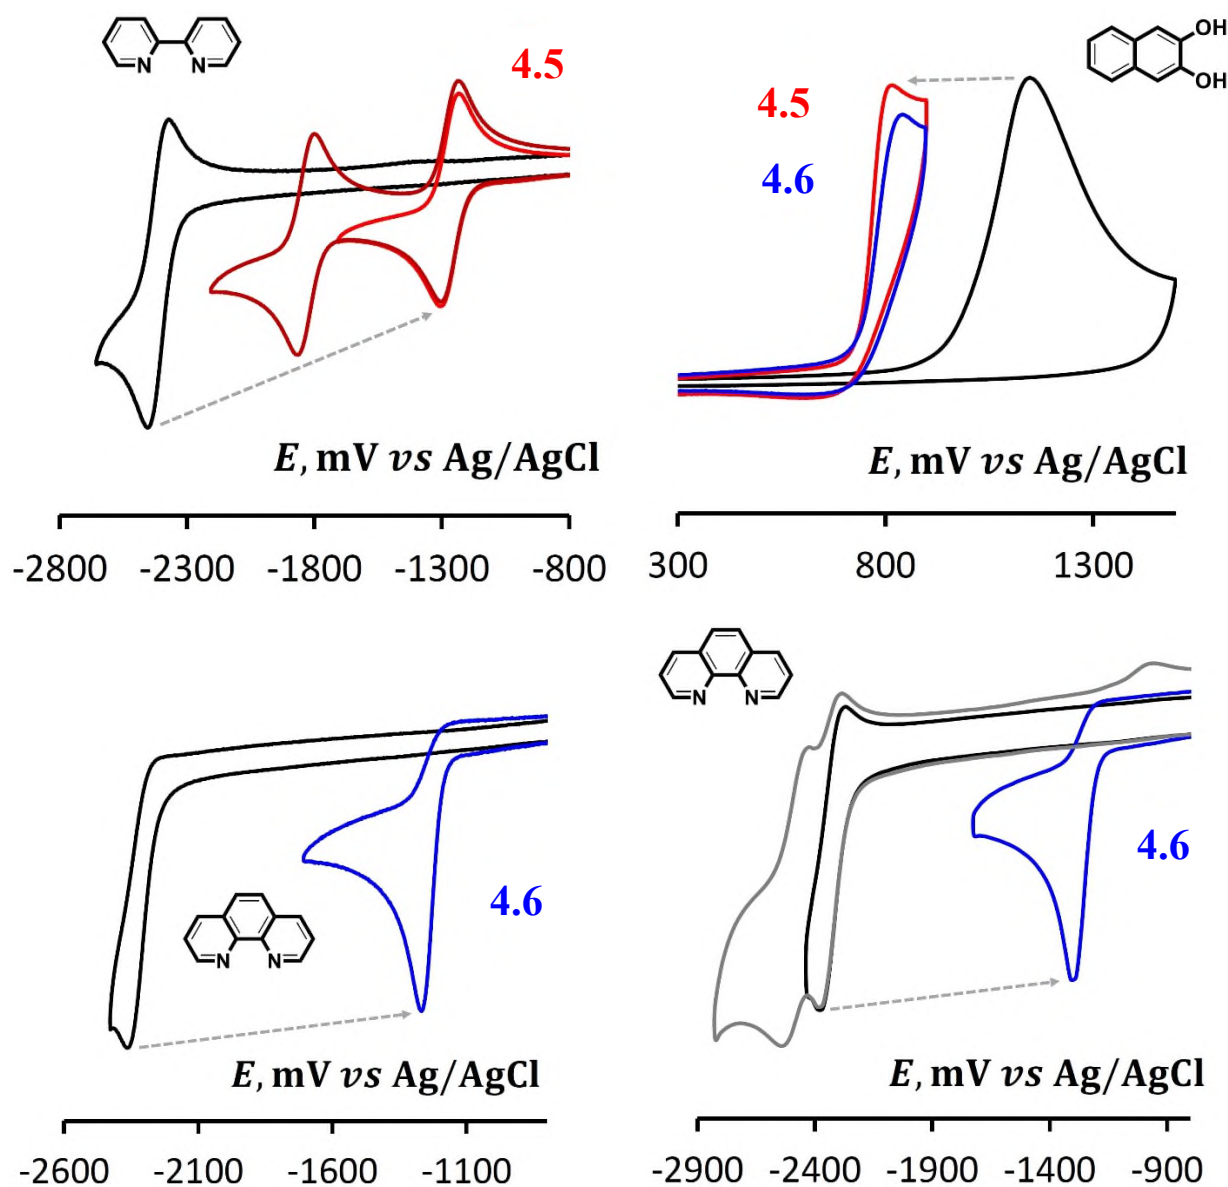 N N
4.5
4.5
4.6
OH
OH
E, mV vs Ag/AgCl
E, mV vs Ag/AgCl
-2800 -2300 -1800 -1300 -800
300 800 1300
N N
4.6
N N
4.6
E, mV vs Ag/AgCl
E, mV vs Ag/AgCl
-2600 -2100 -1600 -1100
-2900 -2400 -1900 -1400 -900